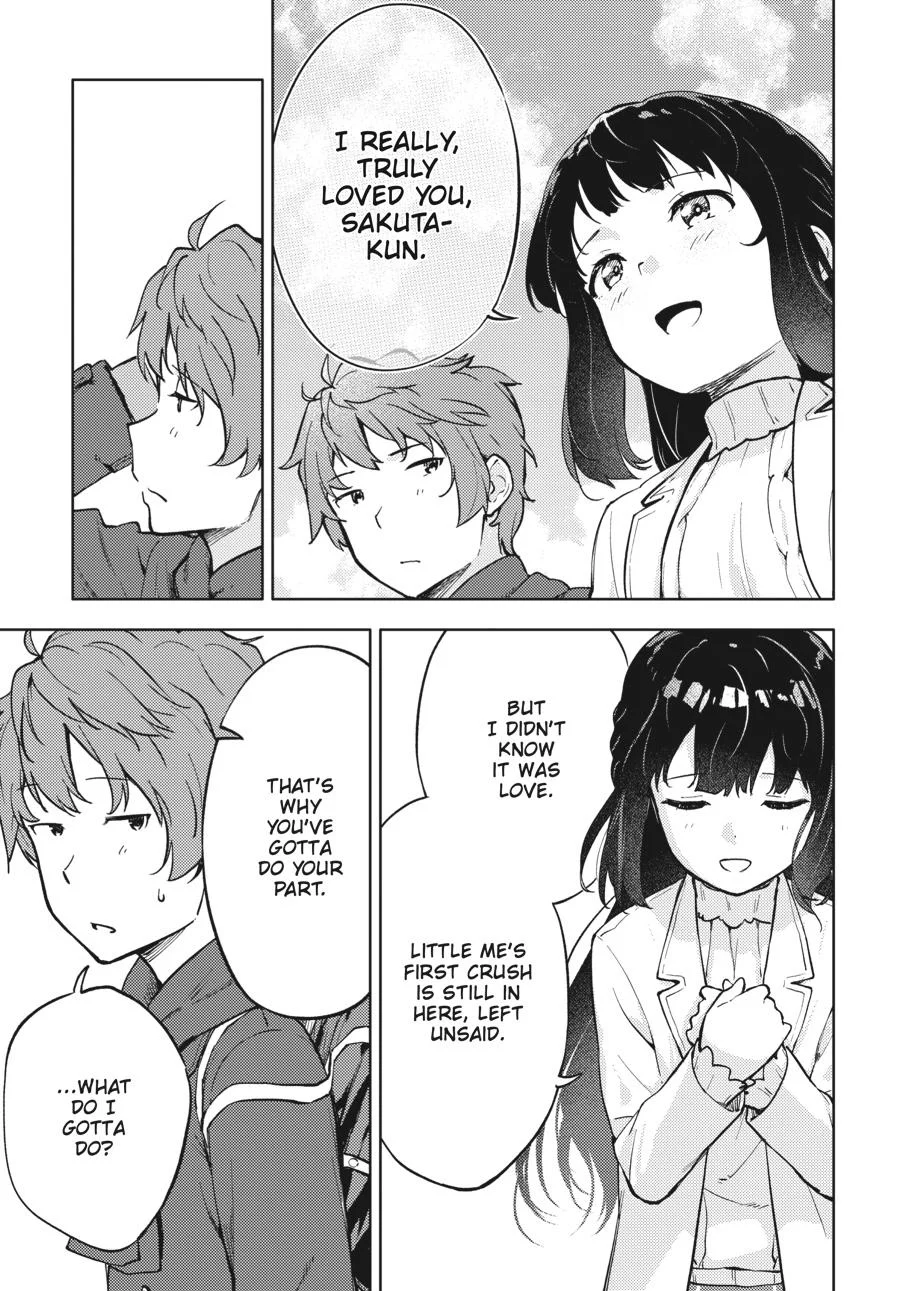 I REALLY,
TRULY
LOVED YOU,
SAKUTA-
KUN.
BUT
I DIDN'T
KNOW
IT WAS
LOVE.
LITTLE ME'S
FIRST CRUSH
IS STILL IN
HERE, LEFT
UNSAID.
THAT'S
WHY
YOU'VE
GOTTA
DO YOUR
PART.
...WHAT
DO I
GOTTA
DO?